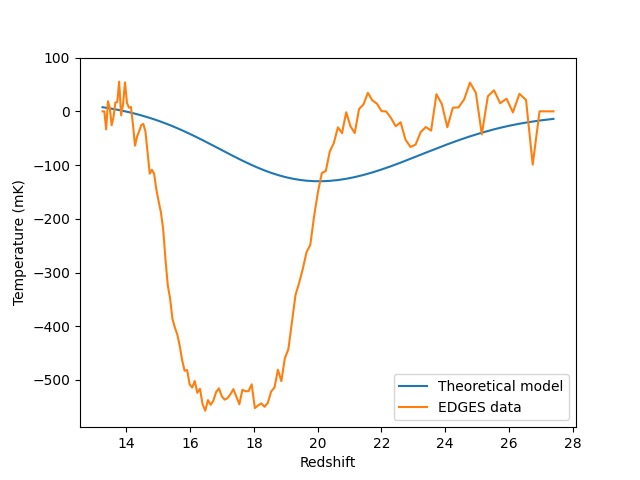 100
0
−100
−200
−300
−400
−500
Temperature (mK)
14 16 18 20 22 24 26 28
Redshift
Theoretical model
EDGES data